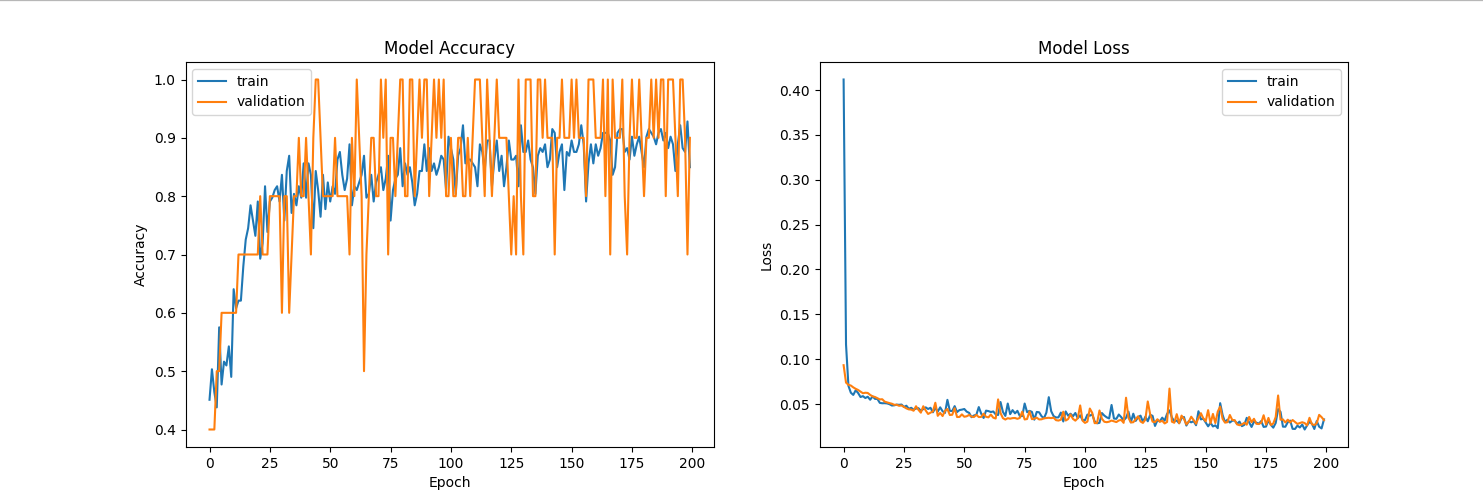 Model Accuracy
train
validation
1.0
0.9
0.8
0.7
0.6
0.5
0.4
Accuracy
0 25 50 75 100 125 150 175 200
Epoch
Model Loss
train
validation
0.40
0.35
0.30
0.25
0.20
0.15
0.10
0.05
Loss
0 25 50 75 100 125 150 175 200
Epoch